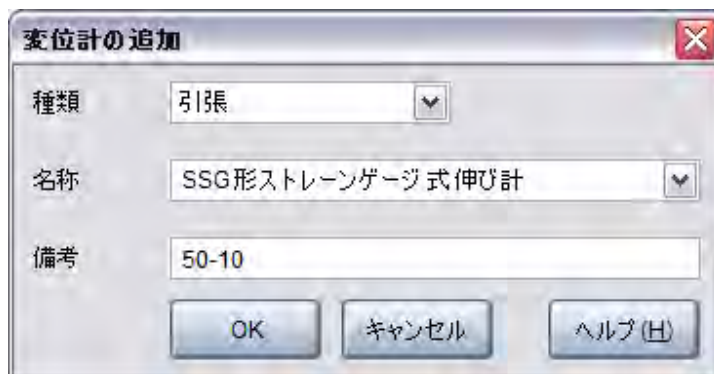 変位計の追加
種類 引張
名称 SSG形ストレーンゲージ式伸び計
備考 50-10
OK キャンセル ヘルプ(H)